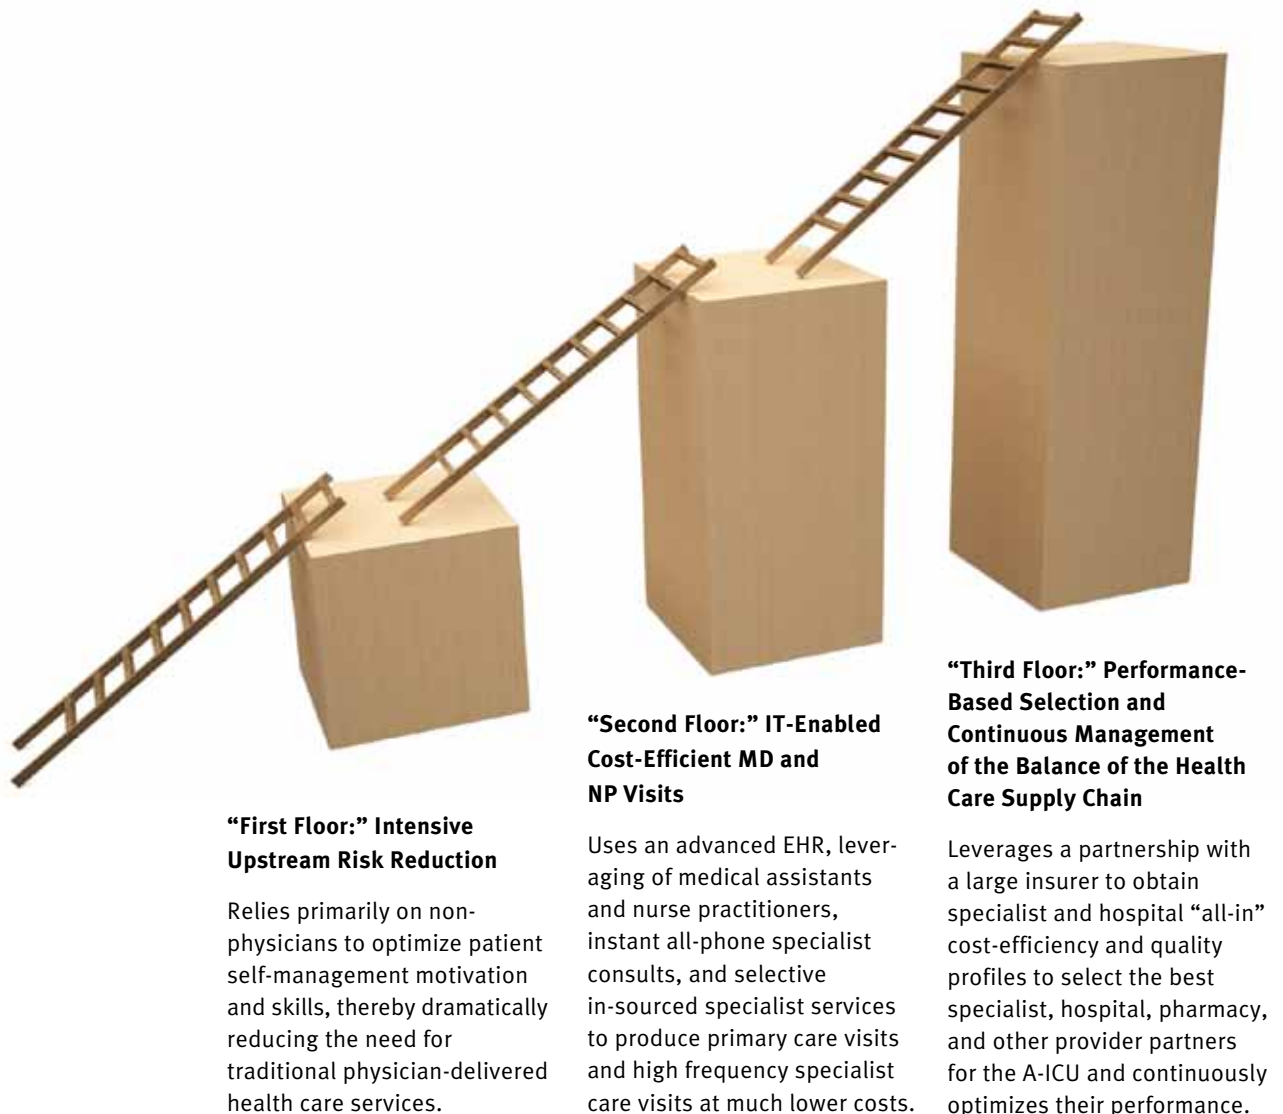 “First Floor:” Intensive
Upstream Risk Reduction
Relies primarily on non-
physicians to optimize patient
self-management motivation
and skills, thereby dramatically
reducing the need for
traditional physician-delivered
health care services.
“Second Floor:” IT-Enabled
Cost-Efficient MD and
NP Visits
Uses an advanced EHR, lever-
aging of medical assistants
and nurse practitioners,
instant all-phone specialist
consults, and selective
in-sourced specialist services
to produce primary care visits
and high frequency specialist
care visits at much lower costs.
“Third Floor:” Performance-
Based Selection and
Continuous Management
of the Balance of the Health
Care Supply Chain
Leverages a partnership with
a large insurer to obtain
specialist and hospital “all-in”
cost-efficiency and quality
profiles to select the best
specialist, hospital, pharmacy,
and other provider partners
for the A-ICU and continuously
optimizes their performance.